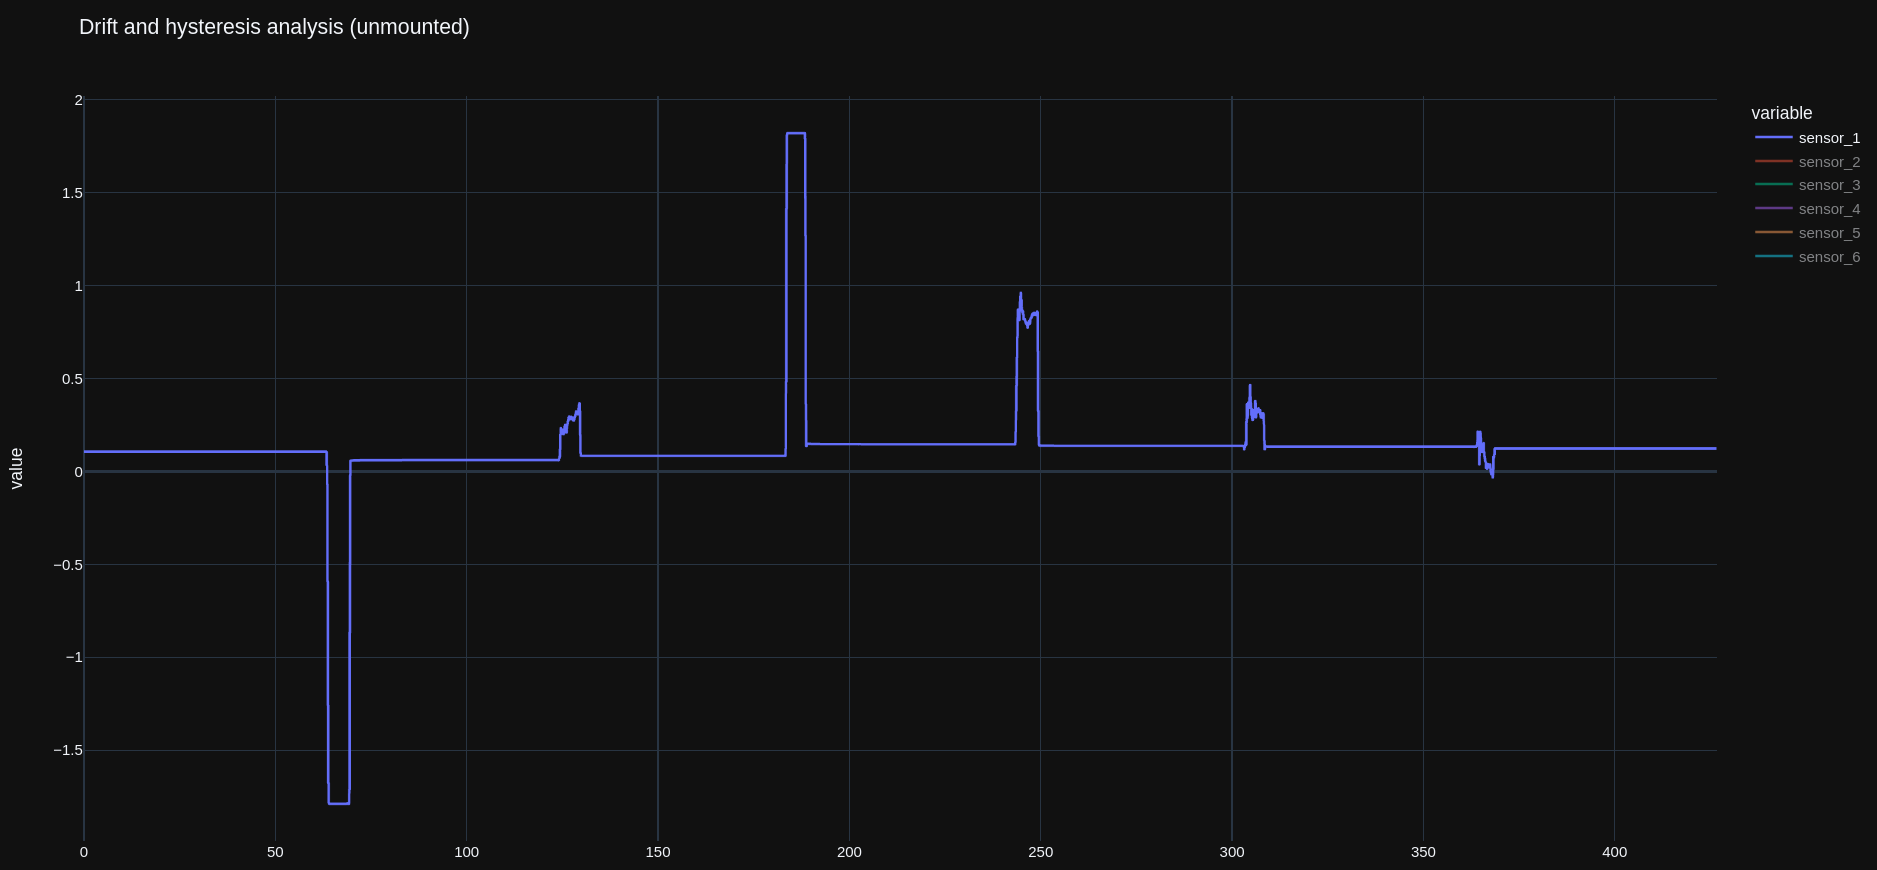 Drift and hysteresis analysis (unmounted)
variable
sensor_1
sensor_2
sensor_3
sensor_4
sensor_5
sensor_6
value
2
1.5
1
0.5
0
−0.5
−1
−1.5
0
50
100
150
200
250
300
350
400